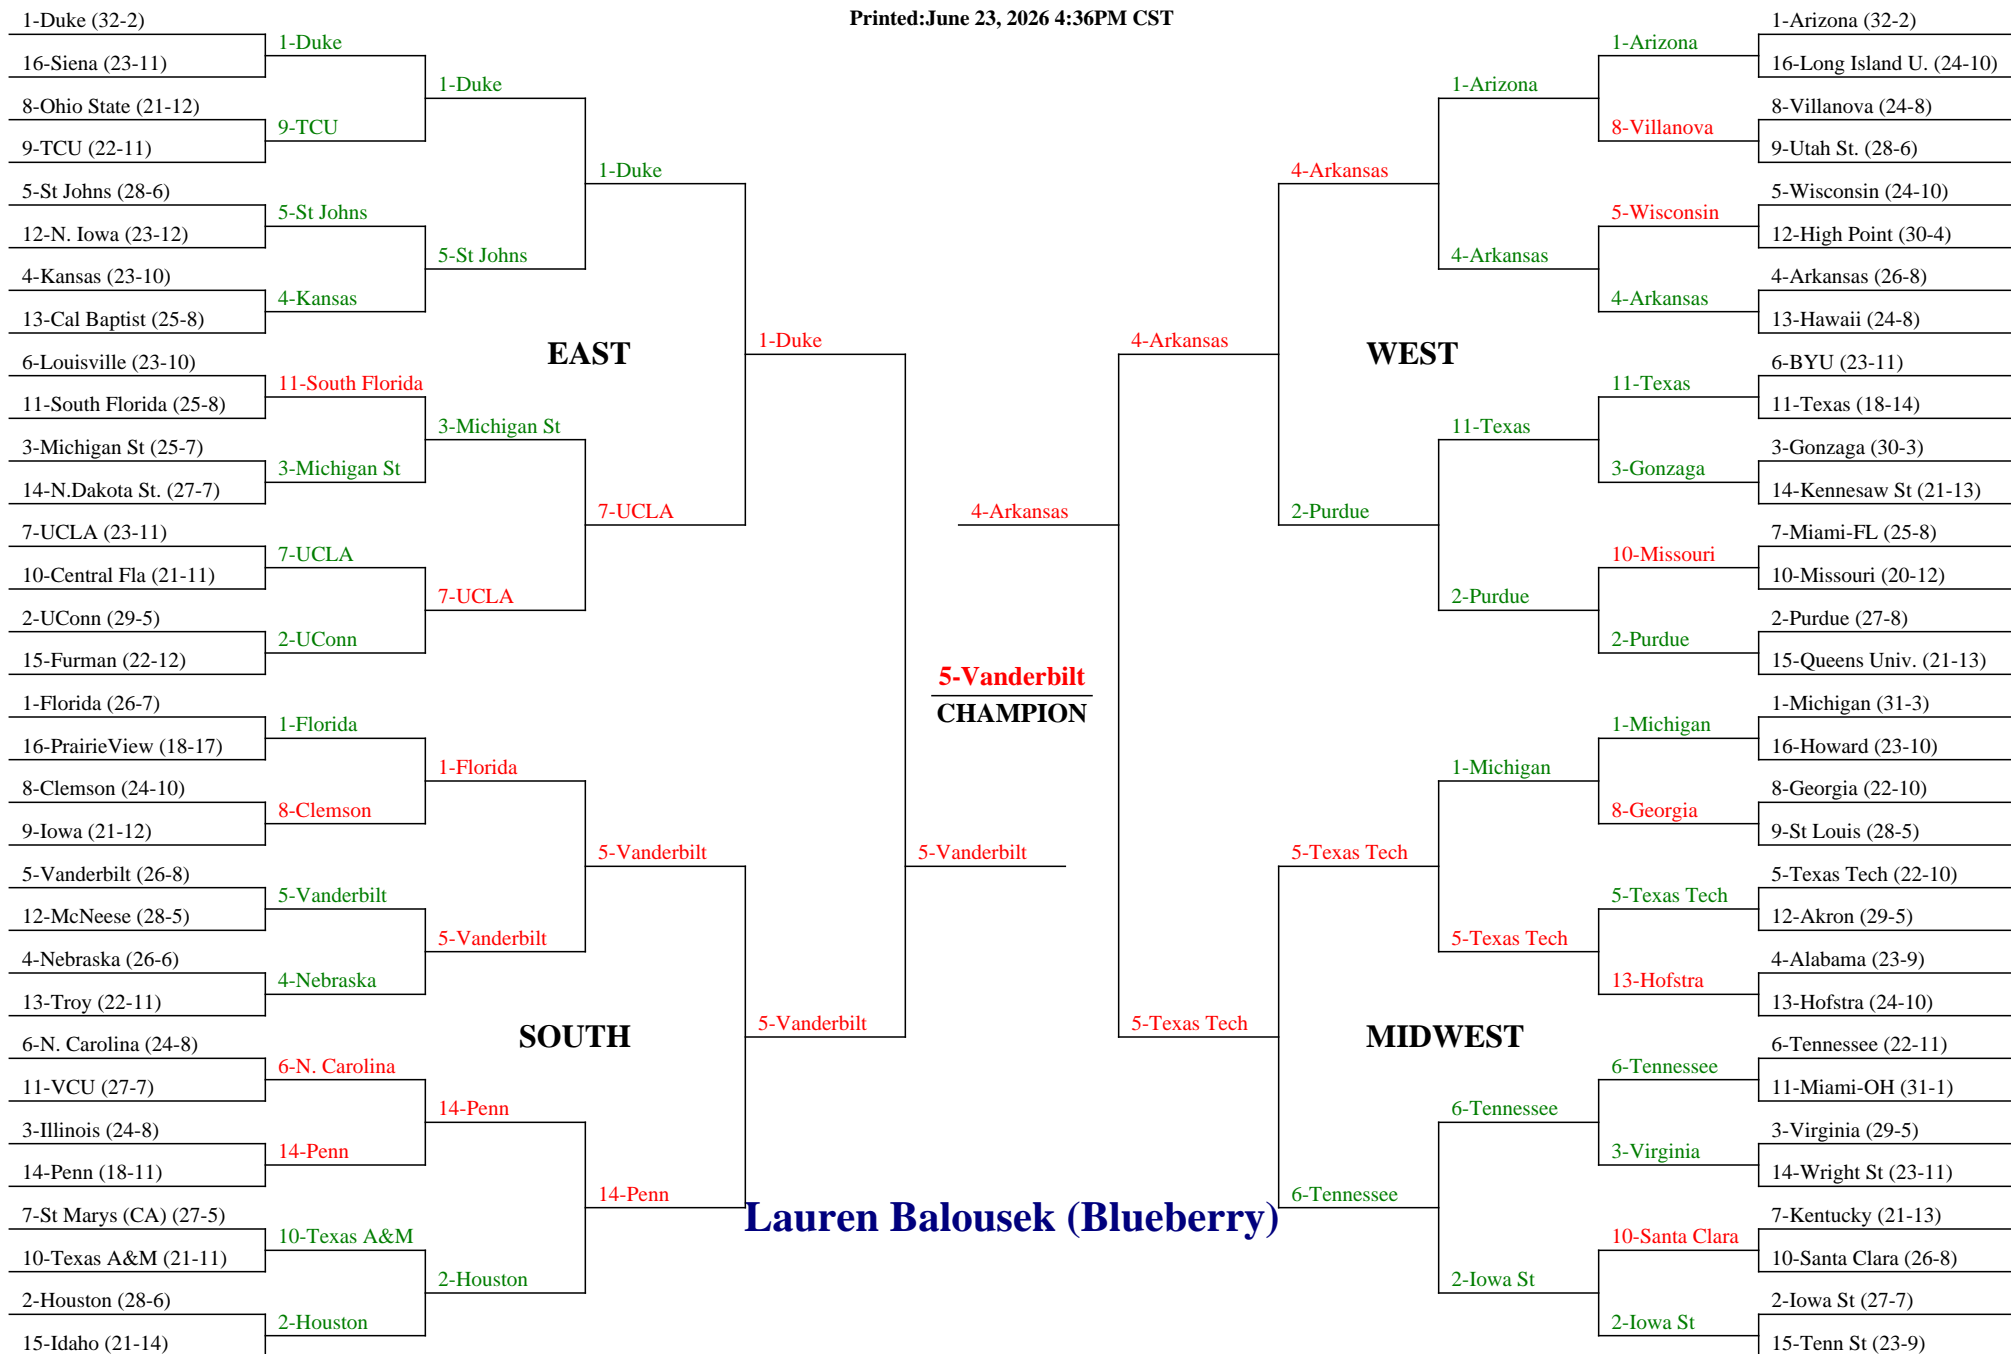 Printed:June 23, 2026 4:36PM CST
1-Duke (32-2)
16-Siena (23-11)
8-Ohio State (21-12)
9-TCU (22-11)
5-St Johns (28-6)
12-N. Iowa (23-12)
4-Kansas (23-10)
13-Cal Baptist (25-8)
6-Louisville (23-10)
11-South Florida (25-8)
3-Michigan St (25-7)
14-N.Dakota St. (27-7)
7-UCLA (23-11)
10-Central Fla (21-11)
2-UConn (29-5)
15-Furman (22-12)
1-Florida (26-7)
16-PrairieView (18-17)
8-Clemson (24-10)
9-Iowa (21-12)
5-Vanderbilt (26-8)
12-McNeese (28-5)
4-Nebraska (26-6)
13-Troy (22-11)
6-N. Carolina (24-8)
11-VCU (27-7)
3-Illinois (24-8)
14-Penn (18-11)
7-St Marys (CA) (27-5)
10-Texas A&M (21-11)
2-Houston (28-6)
15-Idaho (21-14)
1-Duke
9-TCU
5-St Johns
4-Kansas
11-South Florida
3-Michigan St
7-UCLA
2-UConn
1-Florida
8-Clemson
5-Vanderbilt
4-Nebraska
6-N. Carolina
14-Penn
10-Texas A&M
2-Houston
1-Duke
5-St Johns
3-Michigan St
7-UCLA
1-Florida
5-Vanderbilt
14-Penn
2-Houston
1-Duke
7-UCLA
5-Vanderbilt
14-Penn
EAST
SOUTH
1-Duke
5-Vanderbilt
5-Vanderbilt
4-Arkansas
5-Vanderbilt
CHAMPION
4-Arkansas
5-Texas Tech
WEST
MIDWEST
4-Arkansas
2-Purdue
5-Texas Tech
6-Tennessee
1-Arizona
4-Arkansas
11-Texas
2-Purdue
1-Michigan
5-Texas Tech
6-Tennessee
2-Iowa St
1-Arizona
8-Villanova
5-Wisconsin
4-Arkansas
11-Texas
3-Gonzaga
10-Missouri
2-Purdue
1-Michigan
8-Georgia
5-Texas Tech
13-Hofstra
6-Tennessee
3-Virginia
10-Santa Clara
2-Iowa St
1-Arizona (32-2)
16-Long Island U. (24-10)
8-Villanova (24-8)
9-Utah St. (28-6)
5-Wisconsin (24-10)
12-High Point (30-4)
4-Arkansas (26-8)
13-Hawaii (24-8)
6-BYU (23-11)
11-Texas (18-14)
3-Gonzaga (30-3)
14-Kennesaw St (21-13)
7-Miami-FL (25-8)
10-Missouri (20-12)
2-Purdue (27-8)
15-Queens Univ. (21-13)
1-Michigan (31-3)
16-Howard (23-10)
8-Georgia (22-10)
9-St Louis (28-5)
5-Texas Tech (22-10)
12-Akron (29-5)
4-Alabama (23-9)
13-Hofstra (24-10)
6-Tennessee (22-11)
11-Miami-OH (31-1)
3-Virginia (29-5)
14-Wright St (23-11)
7-Kentucky (21-13)
10-Santa Clara (26-8)
2-Iowa St (27-7)
15-Tenn St (23-9)
Lauren Balousek (Blueberry)